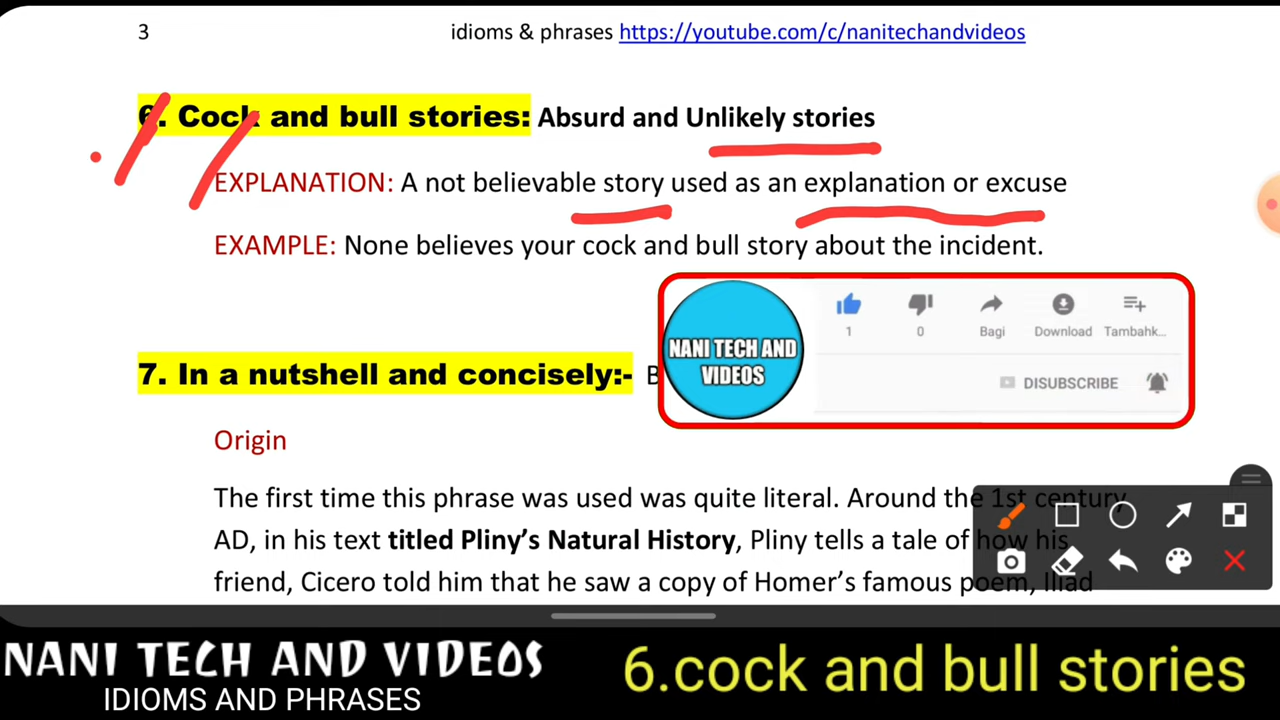 3 idioms & phrases https://youtube.com/c/nanitechandvideos
6. Cock and bull stories: Absurd and Unlikely stories
EXPLANATION: A not believable story used as an explanation or excuse
EXAMPLE: None believes your cock and bull story about the incident.
NANI TECH AND
VIDEOS
1 0 Bagi Download Tambahk...
DISUBSCRIBE
7. In a nutshell and concisely:- B
Origin
The first time this phrase was used was quite literal. Around the 1st century
AD, in his text titled Pliny’s Natural History, Pliny tells a tale of how his
friend, Cicero told him that he saw a copy of Homer’s famous poem, Iliad
NANI TECH AND VIDEOS
IDIOMS AND PHRASES
6.cock and bull stories